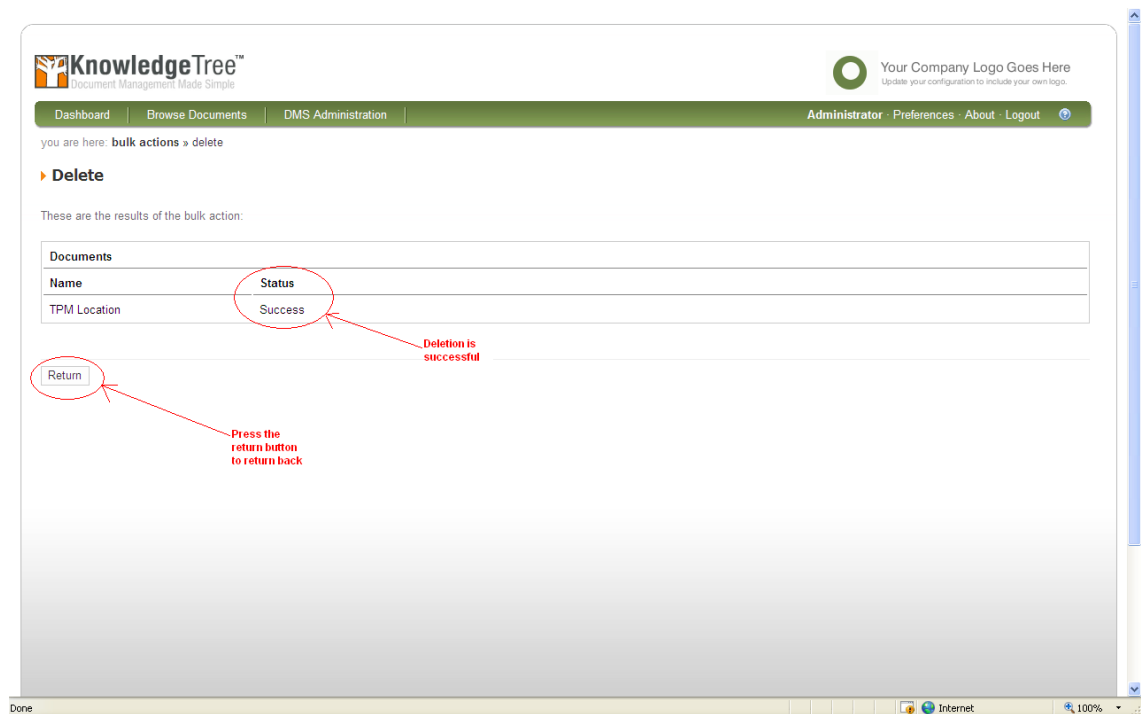 KnowledgeTree™
Document Management Made Simple
Your Company Logo Goes Here
Update your configuration to include your own logo.
Dashboard Browse Documents DMS Administration Administrator · Preferences · About · Logout ?
you are here: bulk actions » delete
Delete
These are the results of the bulk action:
Documents
Name Status
TPM Location Success
Deletion is
successful
Return
Press the
return button
to return back
Done Internet 100%